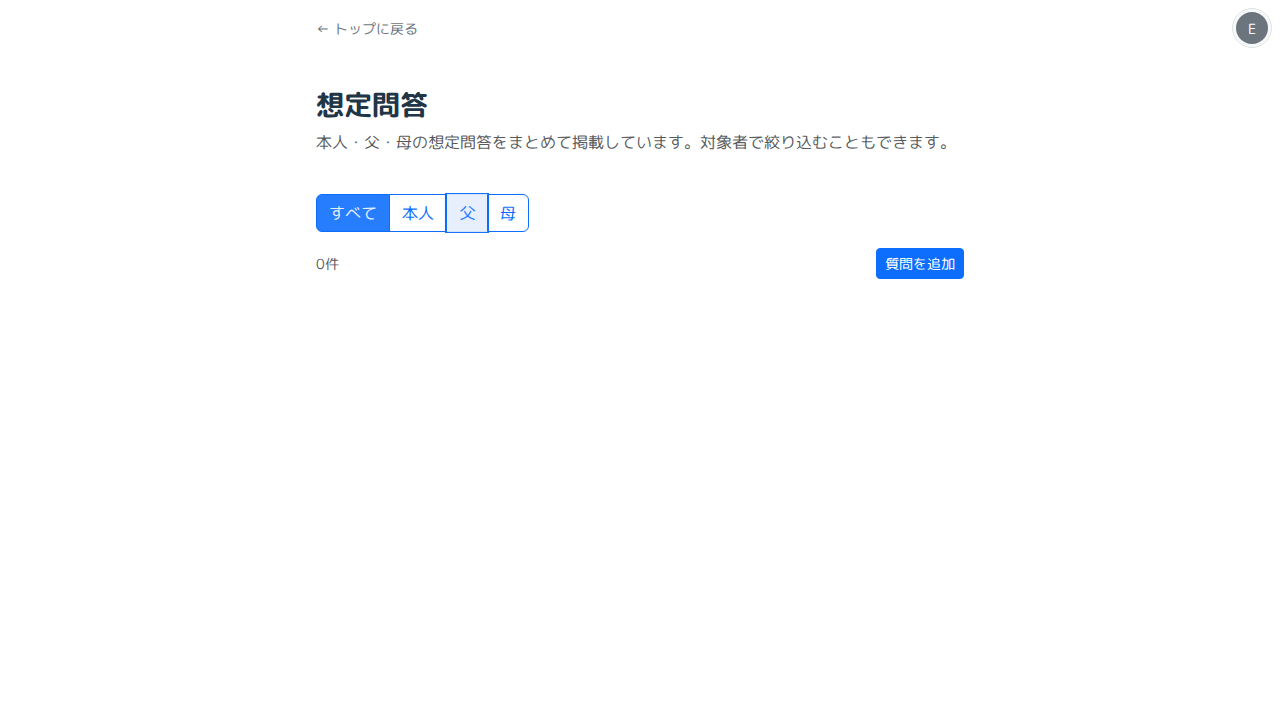 ← トップに戻る
E
想定問答
本人・父・母の想定問答をまとめて掲載しています。対象者で絞り込むこともできます。
すべて 本人 父 母
0件 質問を追加